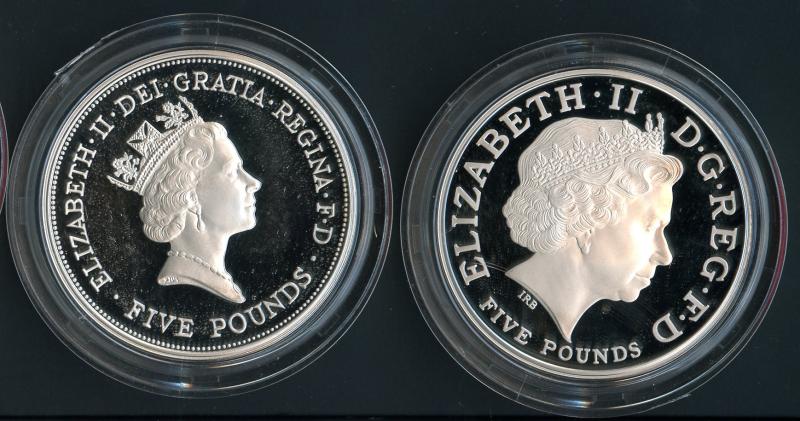 ELIZABETH · II · DEI · GRATIA · REGINA · F · D ·
FIVE POUNDS
ELIZABETH · II D · G · REG · F · D
IRB
FIVE POUNDS